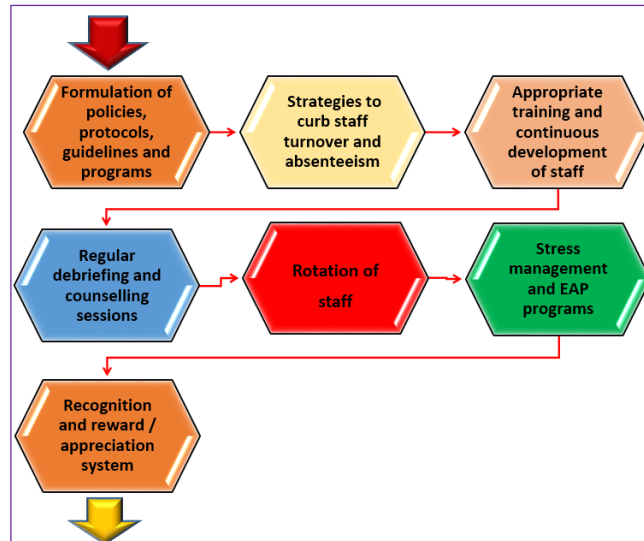 Formulation of
policies,
protocols,
guidelines and
programs
Strategies to
curb staff
turnover and
absenteeism
Appropriate
training and
continuous
development
of staff
Regular
debriefing and
counselling
sessions
Rotation of
staff
Stress
management
and EAP
programs
Recognition
and reward /
appreciation
system